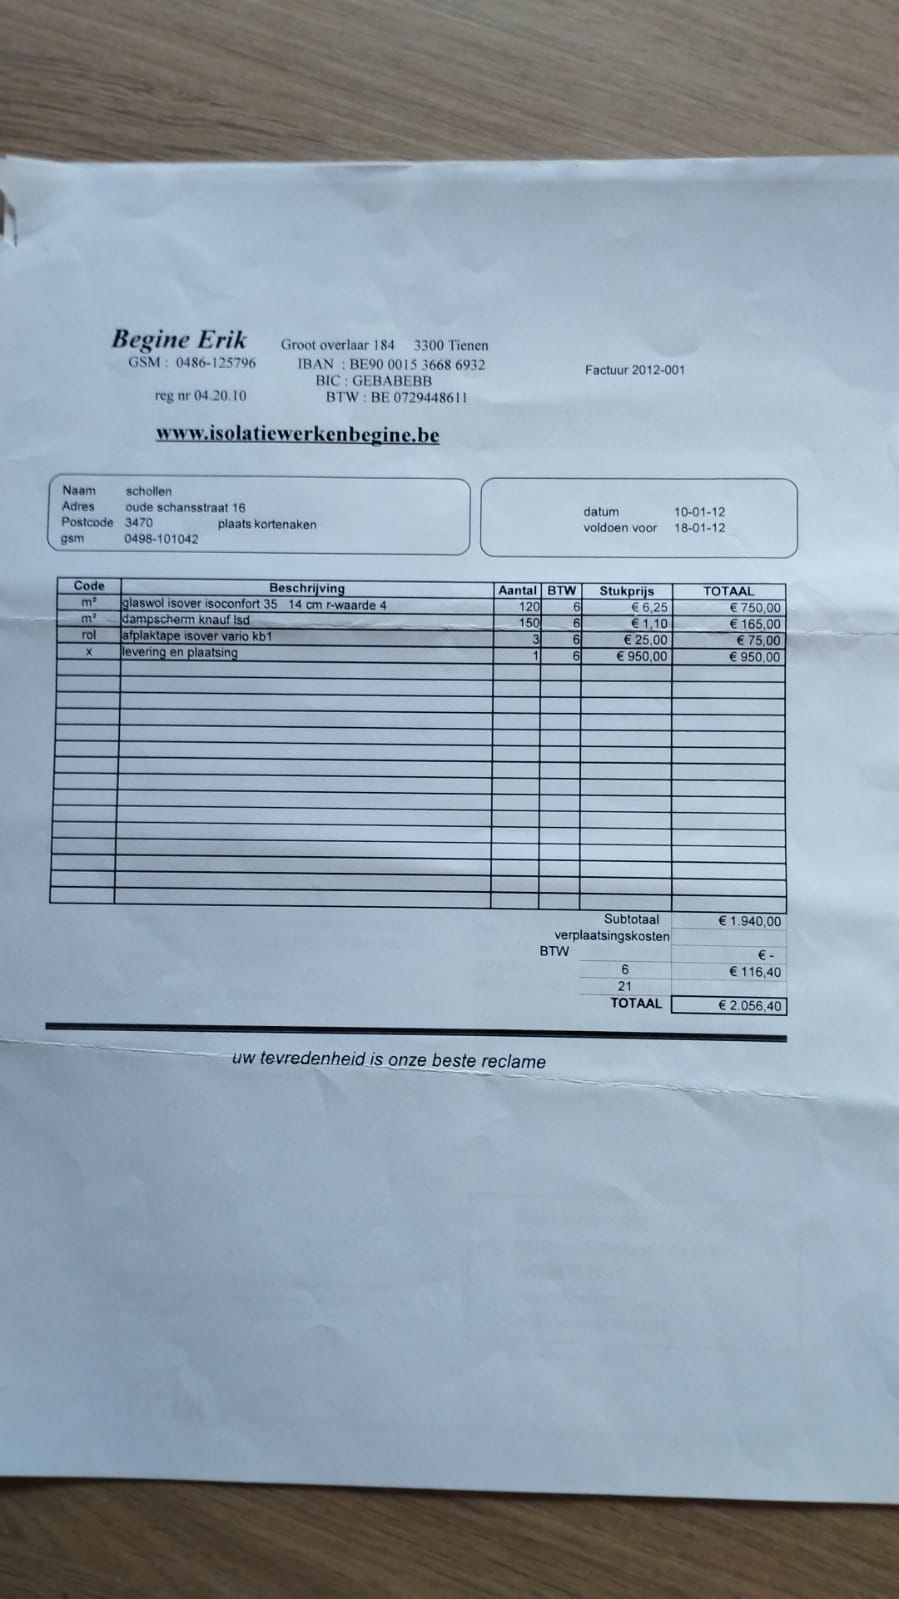 Begine Erik Groot overlaar 184 3300 Tienen
GSM : 0486-125796 IBAN : BE90 0015 3668 6932
BIC : GEBABEBB
Factuur 2012-001
reg nr 04.20.10 BTW : BE 0729448611
www.isolatiewerkenbegine.be
Naam schollen
Adres oude schansstraat 16
Postcode 3470 plaats kortenaken
gsm 0498-101042
datum 10-01-12
voldoen voor 18-01-12
Code Beschrijving Aantal BTW Stukprijs TOTAAL
m² glaswol isover isoconfort 35 14 cm r-waarde 4 120 6 € 6,25 € 750,00
m² dampscherm knauf lsd 150 6 € 1,10 € 165,00
rol afplaktape isover vario kb1 3 6 € 25,00 € 75,00
x levering en plaatsing 1 6 € 950,00 € 950,00
Subtotaal € 1.940,00
verplaatsingskosten
BTW € -
6 € 116,40
21
TOTAAL € 2.056,40
uw tevredenheid is onze beste reclame